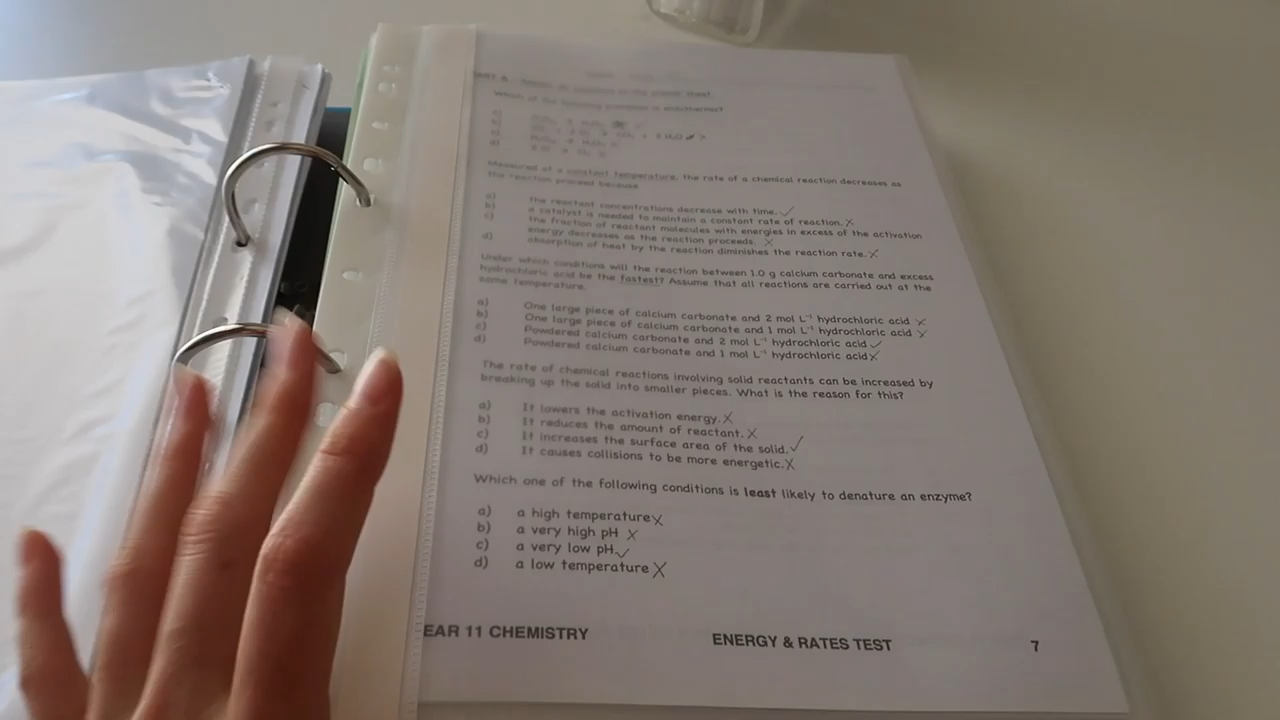 Which of the following is endothermic?
a)
b)
c)
d)
Measured at a constant temperature, the rate of a chemical reaction decreases as
the reaction proceed because
a) the reactant concentrations decrease with time. ✓
b) a catalyst is needed to maintain a constant rate of reaction. X
c) the fraction of reactant molecules with energies in excess of the activation
energy decreases as the reaction proceeds. X
d) absorption of heat by the reaction diminishes the reaction rate. X
Under which conditions will the reaction between 1.0 g calcium carbonate and excess
hydrochloric acid be the fastest? Assume that all reactions are carried out at the
same temperature.
a) One large piece of calcium carbonate and 2 mol L⁻¹ hydrochloric acid X
b) One large piece of calcium carbonate and 1 mol L⁻¹ hydrochloric acid X
c) Powdered calcium carbonate and 2 mol L⁻¹ hydrochloric acid ✓
d) Powdered calcium carbonate and 1 mol L⁻¹ hydrochloric acid X
The rate of chemical reactions involving solid reactants can be increased by
breaking up the solid into smaller pieces. What is the reason for this?
a) It lowers the activation energy. X
b) It reduces the amount of reactant. X
c) It increases the surface area of the solid. ✓
d) It causes collisions to be more energetic. X
Which one of the following conditions is least likely to denature an enzyme?
a) a high temperature X
b) a very high pH X
c) a very low pH ✓
d) a low temperature X
EAR 11 CHEMISTRY ENERGY & RATES TEST 7